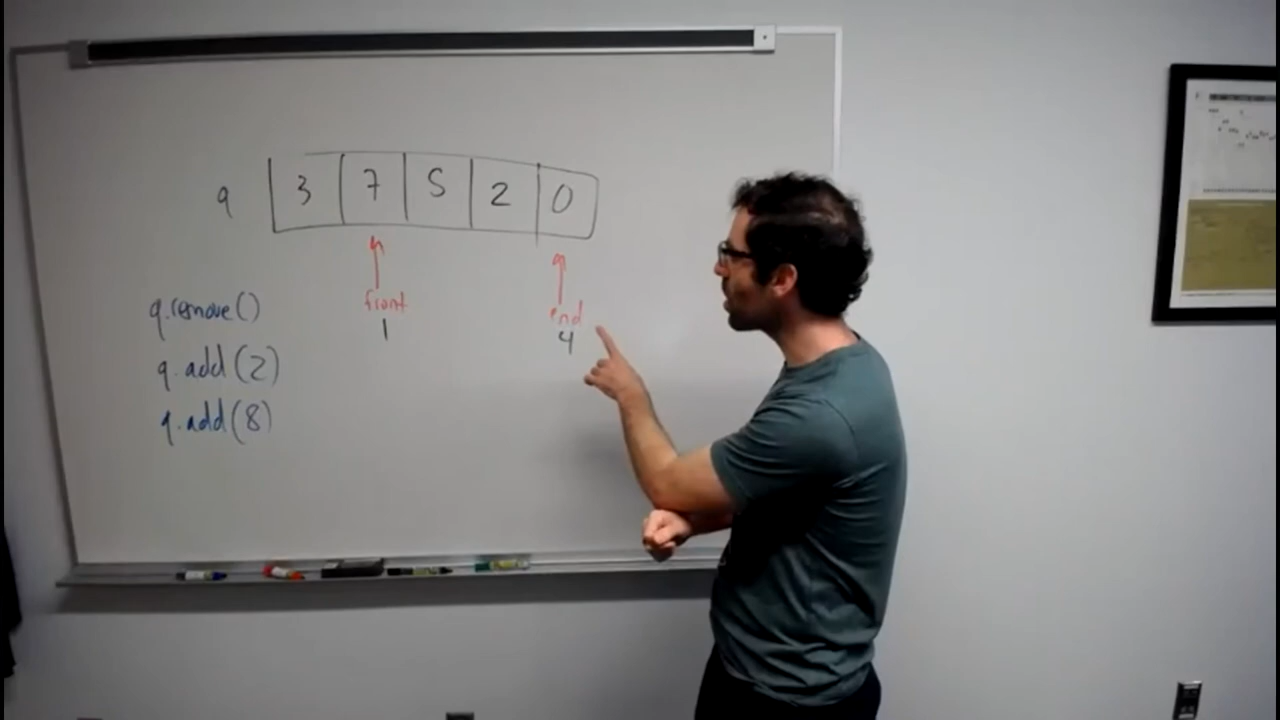 q 3 7 5 2 0
front end
1 4
q.remove()
q.add(2)
q.add(8)